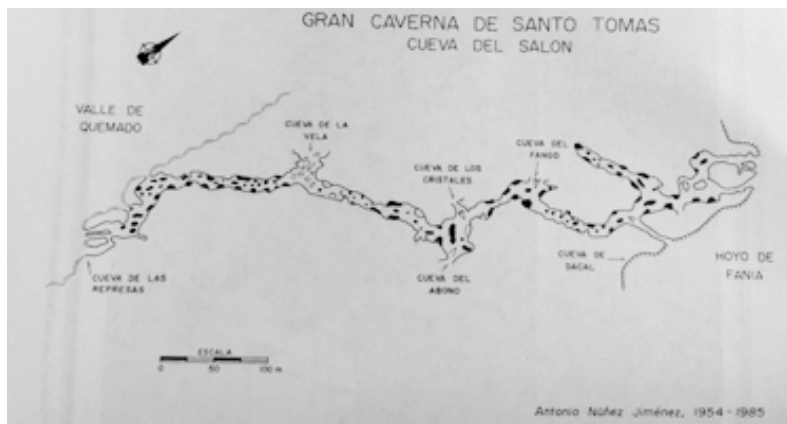 GRAN CAVERNA DE SANTO TOMAS
CUEVA DEL SALON
VALLE DE
QUEMADO
CUEVA DE LA
VELA
CUEVA DE LOS
CRISTALES
CUEVA DEL
FANGO
CUEVA DE LAS
REPRESAS
CUEVA DEL
ABONO
CUEVA DE
DACAL
HOYO DE
FANIA
ESCALA
0 50 100 m
Antonio Núñez Jiménez, 1954-1985